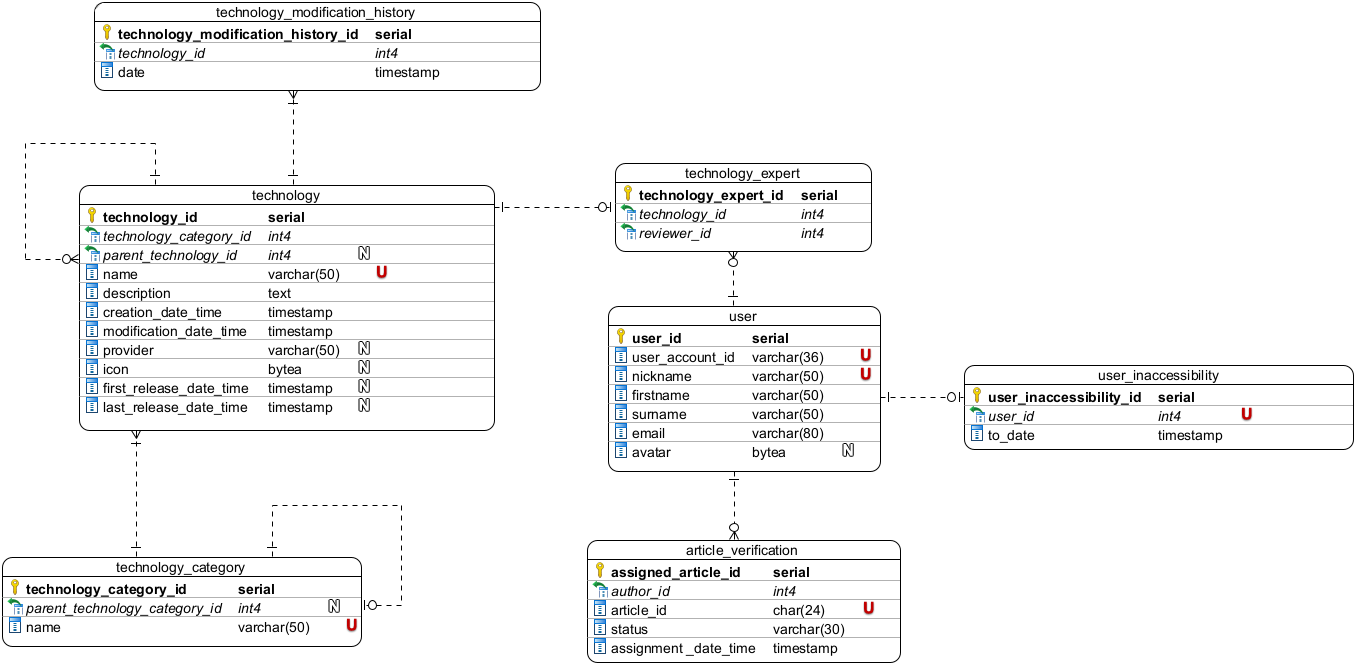 technology_modification_history
technology_modification_history_id serial
technology_id int4
date timestamp
technology
technology_id serial
technology_category_id int4
parent_technology_id int4 N
name varchar(50) U
description text
creation_date_time timestamp
modification_date_time timestamp
provider varchar(50) N
icon bytea N
first_release_date_time timestamp N
last_release_date_time timestamp N
technology_expert
technology_expert_id serial
technology_id int4
reviewer_id int4
user
user_id serial
user_account_id varchar(36) U
nickname varchar(50) U
firstname varchar(50)
surname varchar(50)
email varchar(80)
avatar bytea N
user_inaccessibility
user_inaccessibility_id serial
user_id int4 U
to_date timestamp
technology_category
technology_category_id serial
parent_technology_category_id int4 N
name varchar(50) U
article_verification
assigned_article_id serial
author_id int4
article_id char(24) U
status varchar(30)
assignment _date_time timestamp